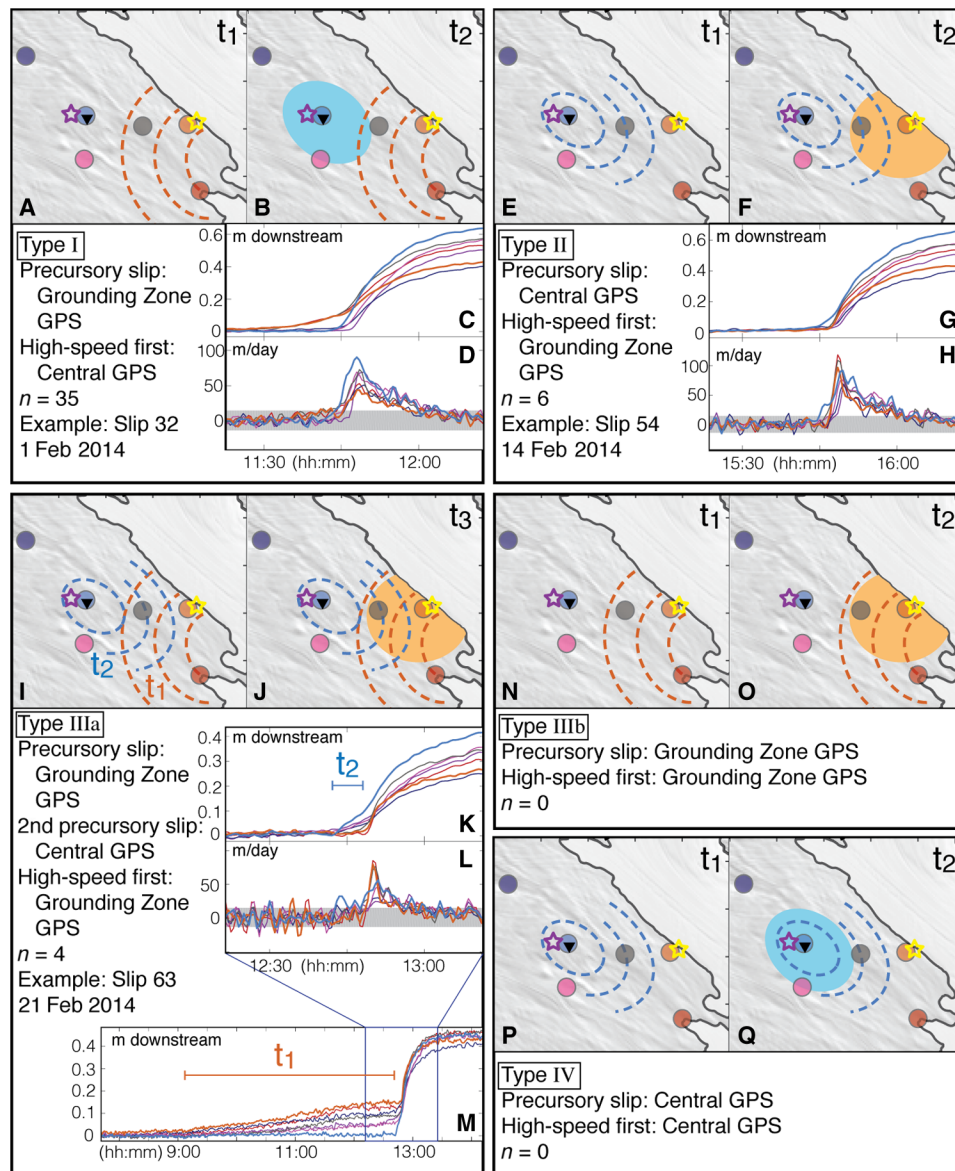 t1
t2
A
B
Type I
Precursory slip:
Grounding Zone
GPS
High-speed first:
Central GPS
n = 35
Example: Slip 32
1 Feb 2014
m downstream
0.6
0.4
0.2
0
C
m/day
100
50
0
D
11:30 (hh:mm) 12:00
t1
t2
E
F
Type II
Precursory slip:
Central GPS
High-speed first:
Grounding Zone
GPS
n = 6
Example: Slip 54
14 Feb 2014
m downstream
0.6
0.4
0.2
0
G
m/day
100
50
0
H
15:30 (hh:mm) 16:00
t3
t2
t1
I
J
Type IIIa
Precursory slip:
Grounding Zone
GPS
2nd precursory slip:
Central GPS
High-speed first:
Grounding Zone
GPS
n = 4
Example: Slip 63
21 Feb 2014
m downstream
0.4
0.3
0.2
0.1
0
t2
K
m/day
50
0
L
12:30 (hh:mm) 13:00
m downstream
0.4
0.3
0.2
0.1
0
t1
M
(hh:mm) 9:00 11:00 13:00
t1
t2
N
O
Type IIIb
Precursory slip: Grounding Zone GPS
High-speed first: Grounding Zone GPS
n = 0
t1
t2
P
Q
Type IV
Precursory slip: Central GPS
High-speed first: Central GPS
n = 0